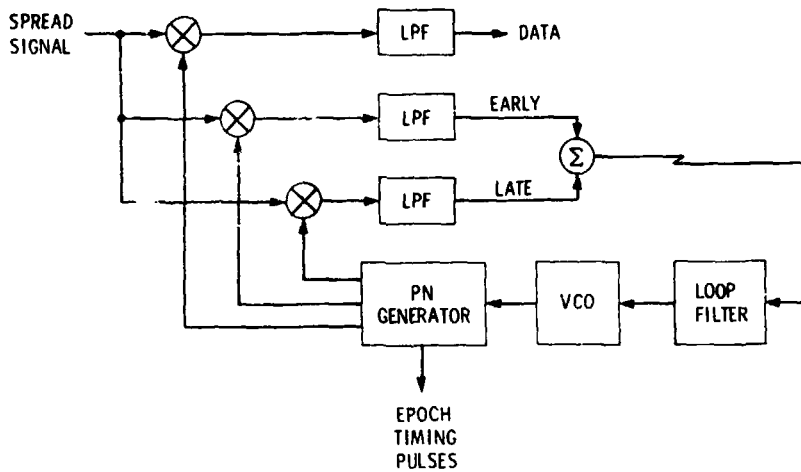 SPREAD
SIGNAL
LPF
DATA
LPF
EARLY
Σ
LPF
LATE
PN
GENERATOR
VCO
LOOP
FILTER
EPOCH
TIMING
PULSES